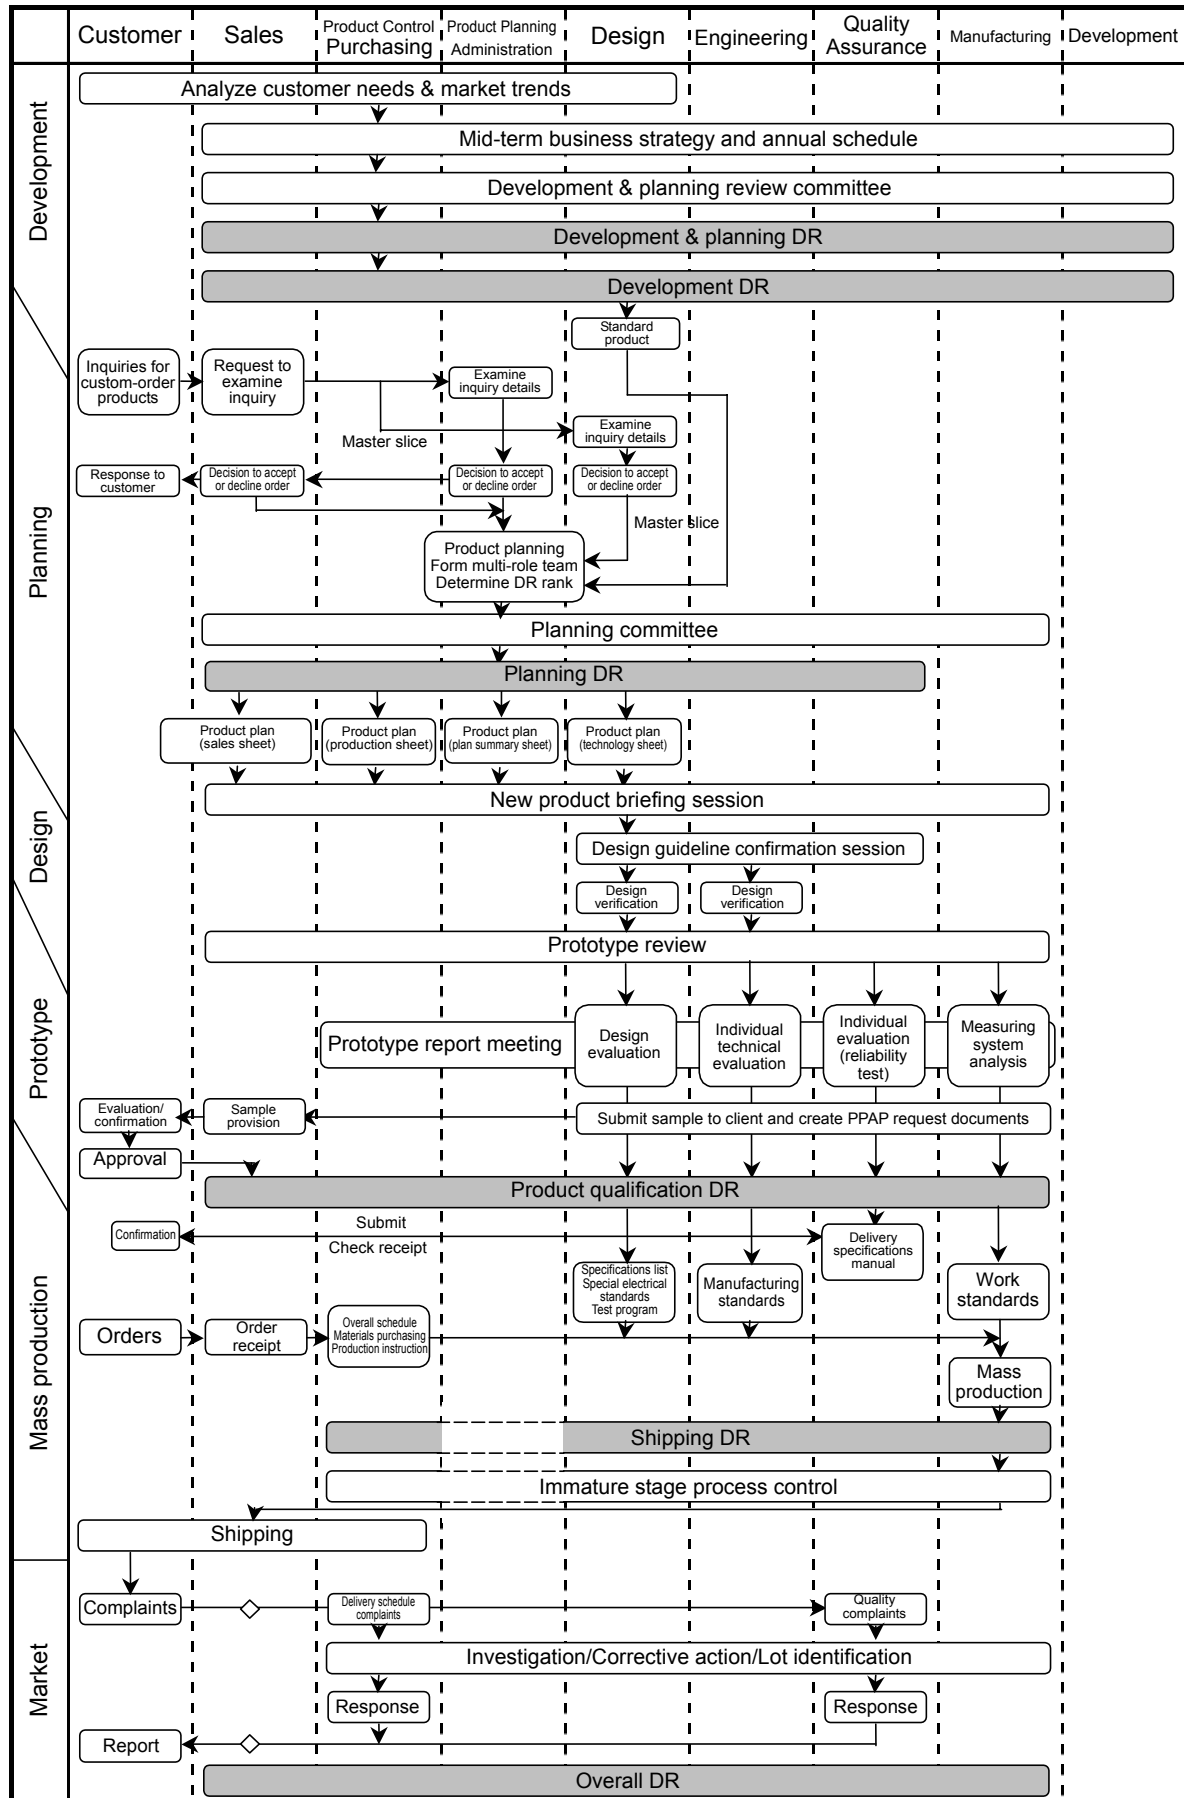 Customer
Sales
Product Control
Purchasing
Product Planning
Administration
Design
Engineering
Quality
Assurance
Manufacturing
Development
Development
Analyze customer needs & market trends
Mid-term business strategy and annual schedule
Development & planning review committee
Development & planning DR
Development DR
Standard
product
Planning
Inquiries for
custom-order
products
Request to
examine
inquiry
Examine
inquiry details
Master slice
Examine
inquiry details
Response to
customer
Decision to accept
or decline order
Decision to accept
or decline order
Decision to accept
or decline order
Master slice
Product planning
Form multi-role team
Determine DR rank
Planning committee
Planning DR
Product plan
(sales sheet)
Product plan
(production sheet)
Product plan
(plan summary sheet)
Product plan
(technology sheet)
New product briefing session
Design
Design guideline confirmation session
Design
verification
Design
verification
Prototype review
Prototype
Prototype report meeting
Design
evaluation
Individual
technical
evaluation
Individual
evaluation
(reliability
test)
Measuring
system
analysis
Evaluation/
confirmation
Sample
provision
Submit sample to client and create PPAP request documents
Approval
Product qualification DR
Mass production
Confirmation
Submit
Check receipt
Delivery
specifications
manual
Specifications list
Special electrical
standards
Test program
Manufacturing
standards
Work
standards
Orders
Order
receipt
Overall schedule
Materials purchasing
Production instruction
Mass
production
Shipping DR
Immature stage process control
Shipping
Market
Complaints
Delivery schedule
complaints
Quality
complaints
Investigation/Corrective action/Lot identification
Response
Response
Report
Overall DR